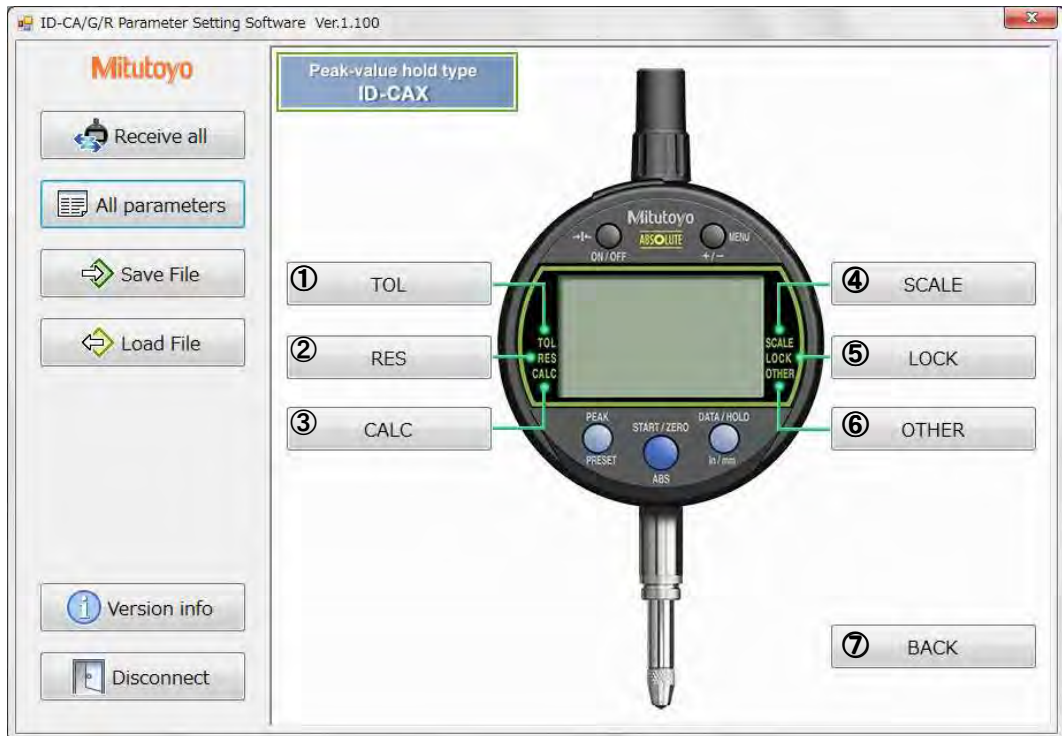 ID-CA/G/R Parameter Setting Software Ver.1.100
Mitutoyo
Receive all
All parameters
Save File
Load File
Version info
Disconnect
Peak-value hold type
ID-CAX
① TOL
② RES
③ CALC
Mitutoyo
ABSOLUTE
MENU
ON/OFF
+/-
TOL
RES
CALC
SCALE
LOCK
OTHER
PEAK
START/ZERO
DATA/HOLD
PRESET
in/mm
ABS
④ SCALE
⑤ LOCK
⑥ OTHER
⑦ BACK